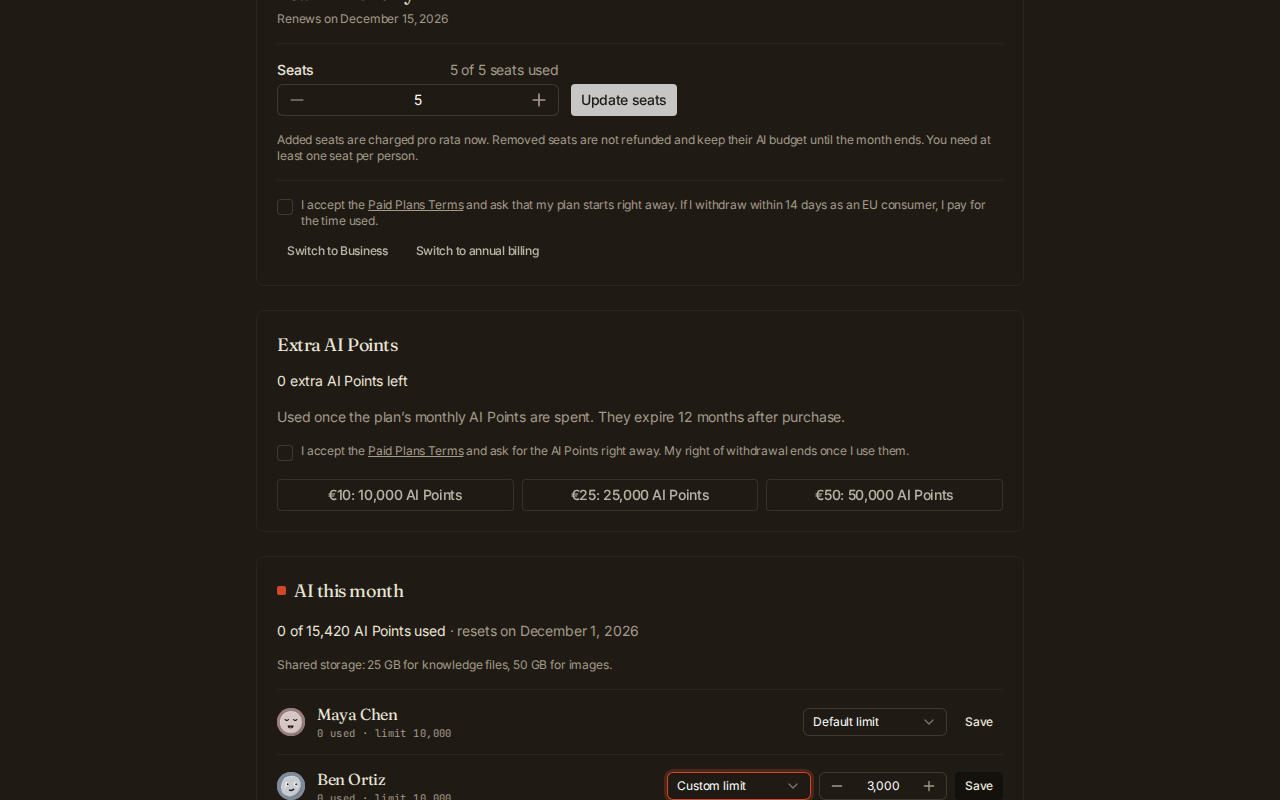 Renews on December 15, 2026
Seats
5 of 5 seats used
5
Update seats
Added seats are charged pro rata now. Removed seats are not refunded and keep their AI budget until the month ends. You need at
least one seat per person.
I accept the Paid Plans Terms and ask that my plan starts right away. If I withdraw within 14 days as an EU consumer, I pay for
the time used.
Switch to Business
Switch to annual billing
Extra AI Points
0 extra AI Points left
Used once the plan’s monthly AI Points are spent. They expire 12 months after purchase.
I accept the Paid Plans Terms and ask for the AI Points right away. My right of withdrawal ends once I use them.
€10: 10,000 AI Points
€25: 25,000 AI Points
€50: 50,000 AI Points
AI this month
0 of 15,420 AI Points used · resets on December 1, 2026
Shared storage: 25 GB for knowledge files, 50 GB for images.
Maya Chen
0 used · limit 10,000
Default limit
Save
Ben Ortiz
0 used · limit 10,000
Custom limit
3,000
Save